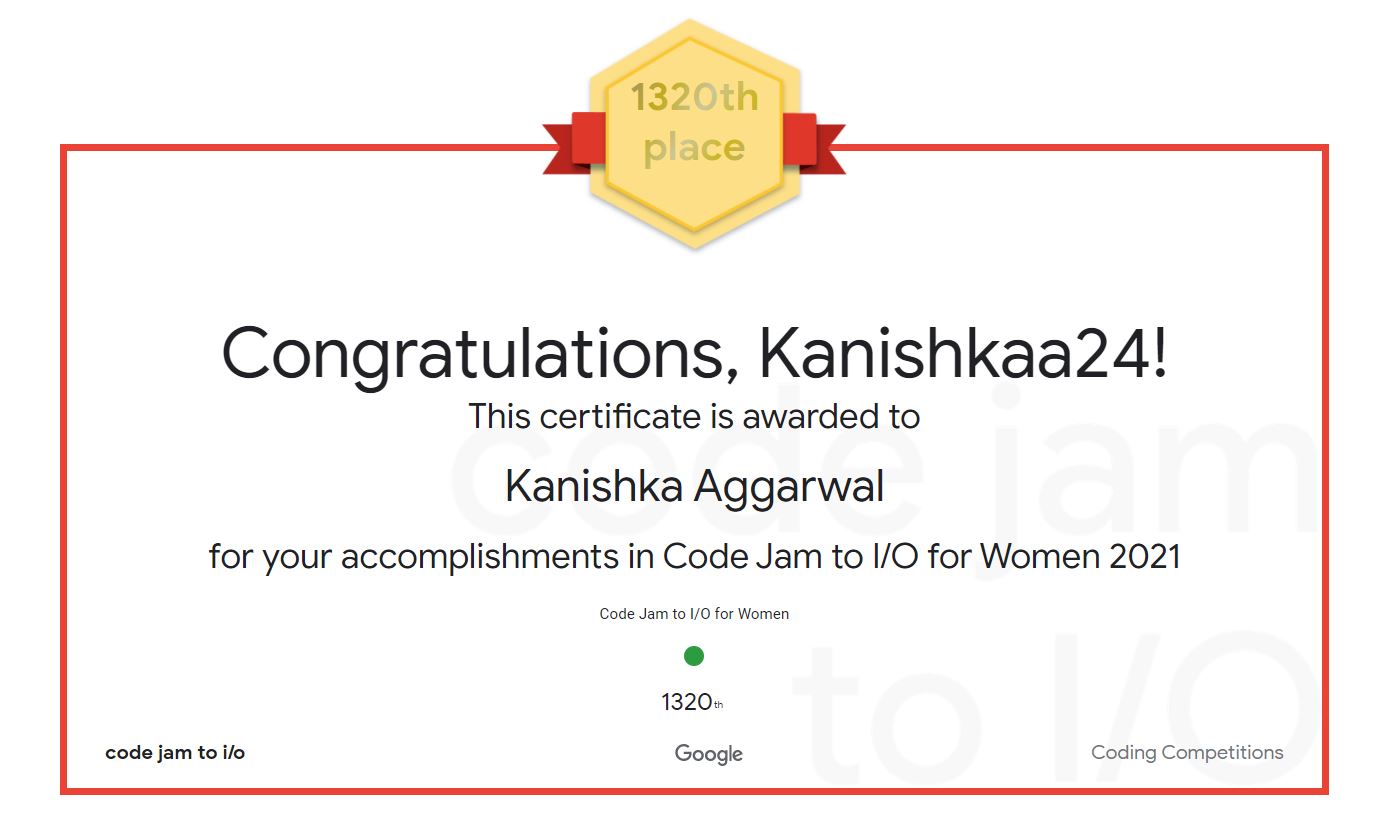 1320th
place
Congratulations, Kanishkaa24!
This certificate is awarded to
Kanishka Aggarwal
for your accomplishments in Code Jam to I/O for Women 2021
Code Jam to I/O for Women
1320th
code jam to i/o
Google
Coding Competitions
code jam
to I/O